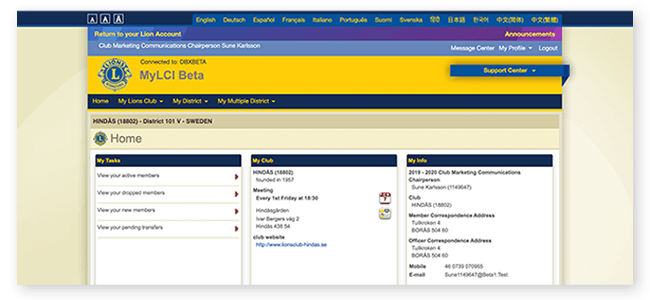 A A A English Deutsch Español Français Italiano Português Suomi Svenska हिंदी 日本語 한국어 中文(简体) 中文(繁體)
Return to your Lion Account Announcements
Club Marketing Communications Chairperson Sune Karlsson Message Center My Profile Logout
Connected to: DBXBETA
MyLCI Beta
Support Center
Home My Lions Club My District My Multiple District
HINDÅS (18802) - District 101 V - SWEDEN
Home
My Tasks
View your active members
View your dropped members
View your new members
View your pending transfers
My Club
HINDÅS (18802)
founded in 1957
Meeting
Every 1st Friday at 18:30
Hindåsgården
Ivar Bergers väg 2
Hindås 438 54
club website
http://www.lionsclub-hindas.se
My Info
2019 - 2020 Club Marketing Communications
Chairperson
Sune Karlsson (1149647)
Club
HINDÅS (18802)
Member Correspondence Address
Tullkroken 4
BORÅS 504 60
Officer Correspondence Address
Tullkroken 4
BORÅS 504 60
Mobile 46 0739 070955
E-mail Sune1149647@Beta1.Test